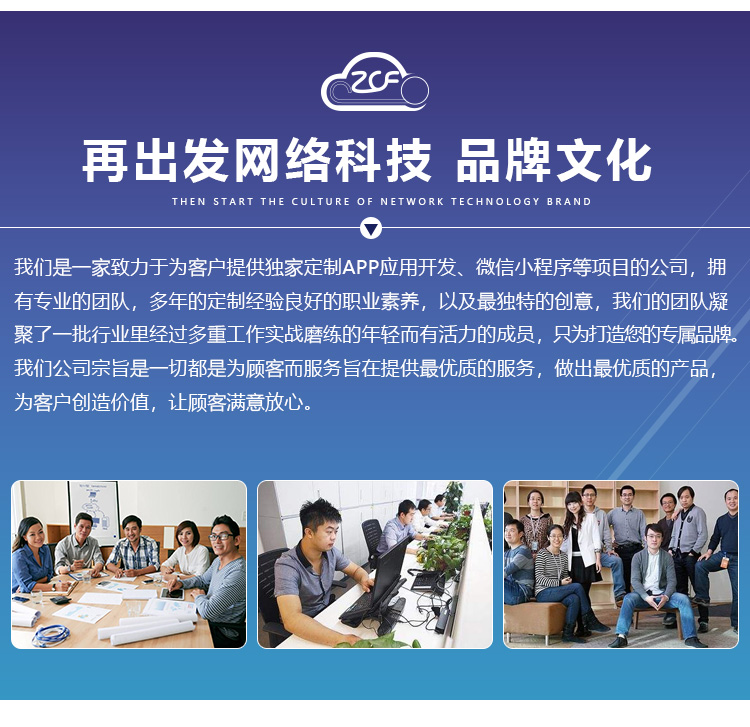 ZCF
再出发网络科技 品牌文化
THEN START THE CULTURE OF NETWORK TECHNOLOGY BRAND
我们是一家致力于为客户提供独家定制APP应用开发、微信小程序等项目的公司，拥
有专业的团队，多年的定制经验良好的职业素养，以及最独特的创意，我们的团队凝
聚了一批行业里经过多重工作实战磨练的年轻而有活力的成员，只为打造您的专属品牌。
我们公司宗旨是一切都是为顾客而服务旨在提供最优质的服务，做出最优质的产品，
为客户创造价值，让顾客满意放心。